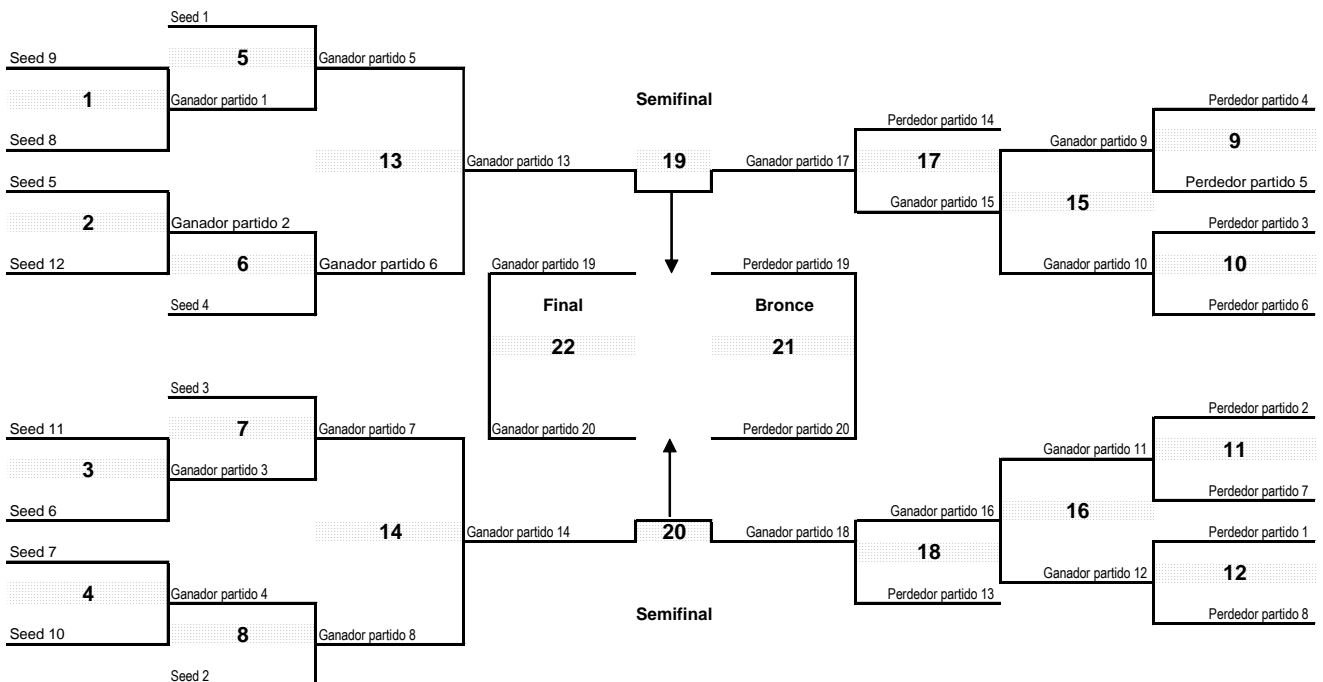 Seed 1
Seed 9
5
Ganador partido 5
1
Ganador partido 1
Seed 8
13
Ganador partido 13
Seed 5
2
Ganador partido 2
Seed 12
6
Ganador partido 6
Seed 4
Seed 3
Seed 11
7
Ganador partido 7
3
Ganador partido 3
Seed 6
14
Ganador partido 14
Seed 7
4
Ganador partido 4
Seed 10
8
Ganador partido 8
Seed 2
Semifinal
19
Ganador partido 19
Final
22
Ganador partido 20
Perdedor partido 19
Bronce
21
Perdedor partido 20
20
Semifinal
Ganador partido 17
Perdedor partido 14
17
Ganador partido 15
Ganador partido 9
15
Ganador partido 10
Perdedor partido 4
9
Perdedor partido 5
Perdedor partido 3
10
Perdedor partido 6
Ganador partido 18
Ganador partido 16
18
Perdedor partido 13
Ganador partido 11
16
Ganador partido 12
Perdedor partido 2
11
Perdedor partido 7
Perdedor partido 1
12
Perdedor partido 8